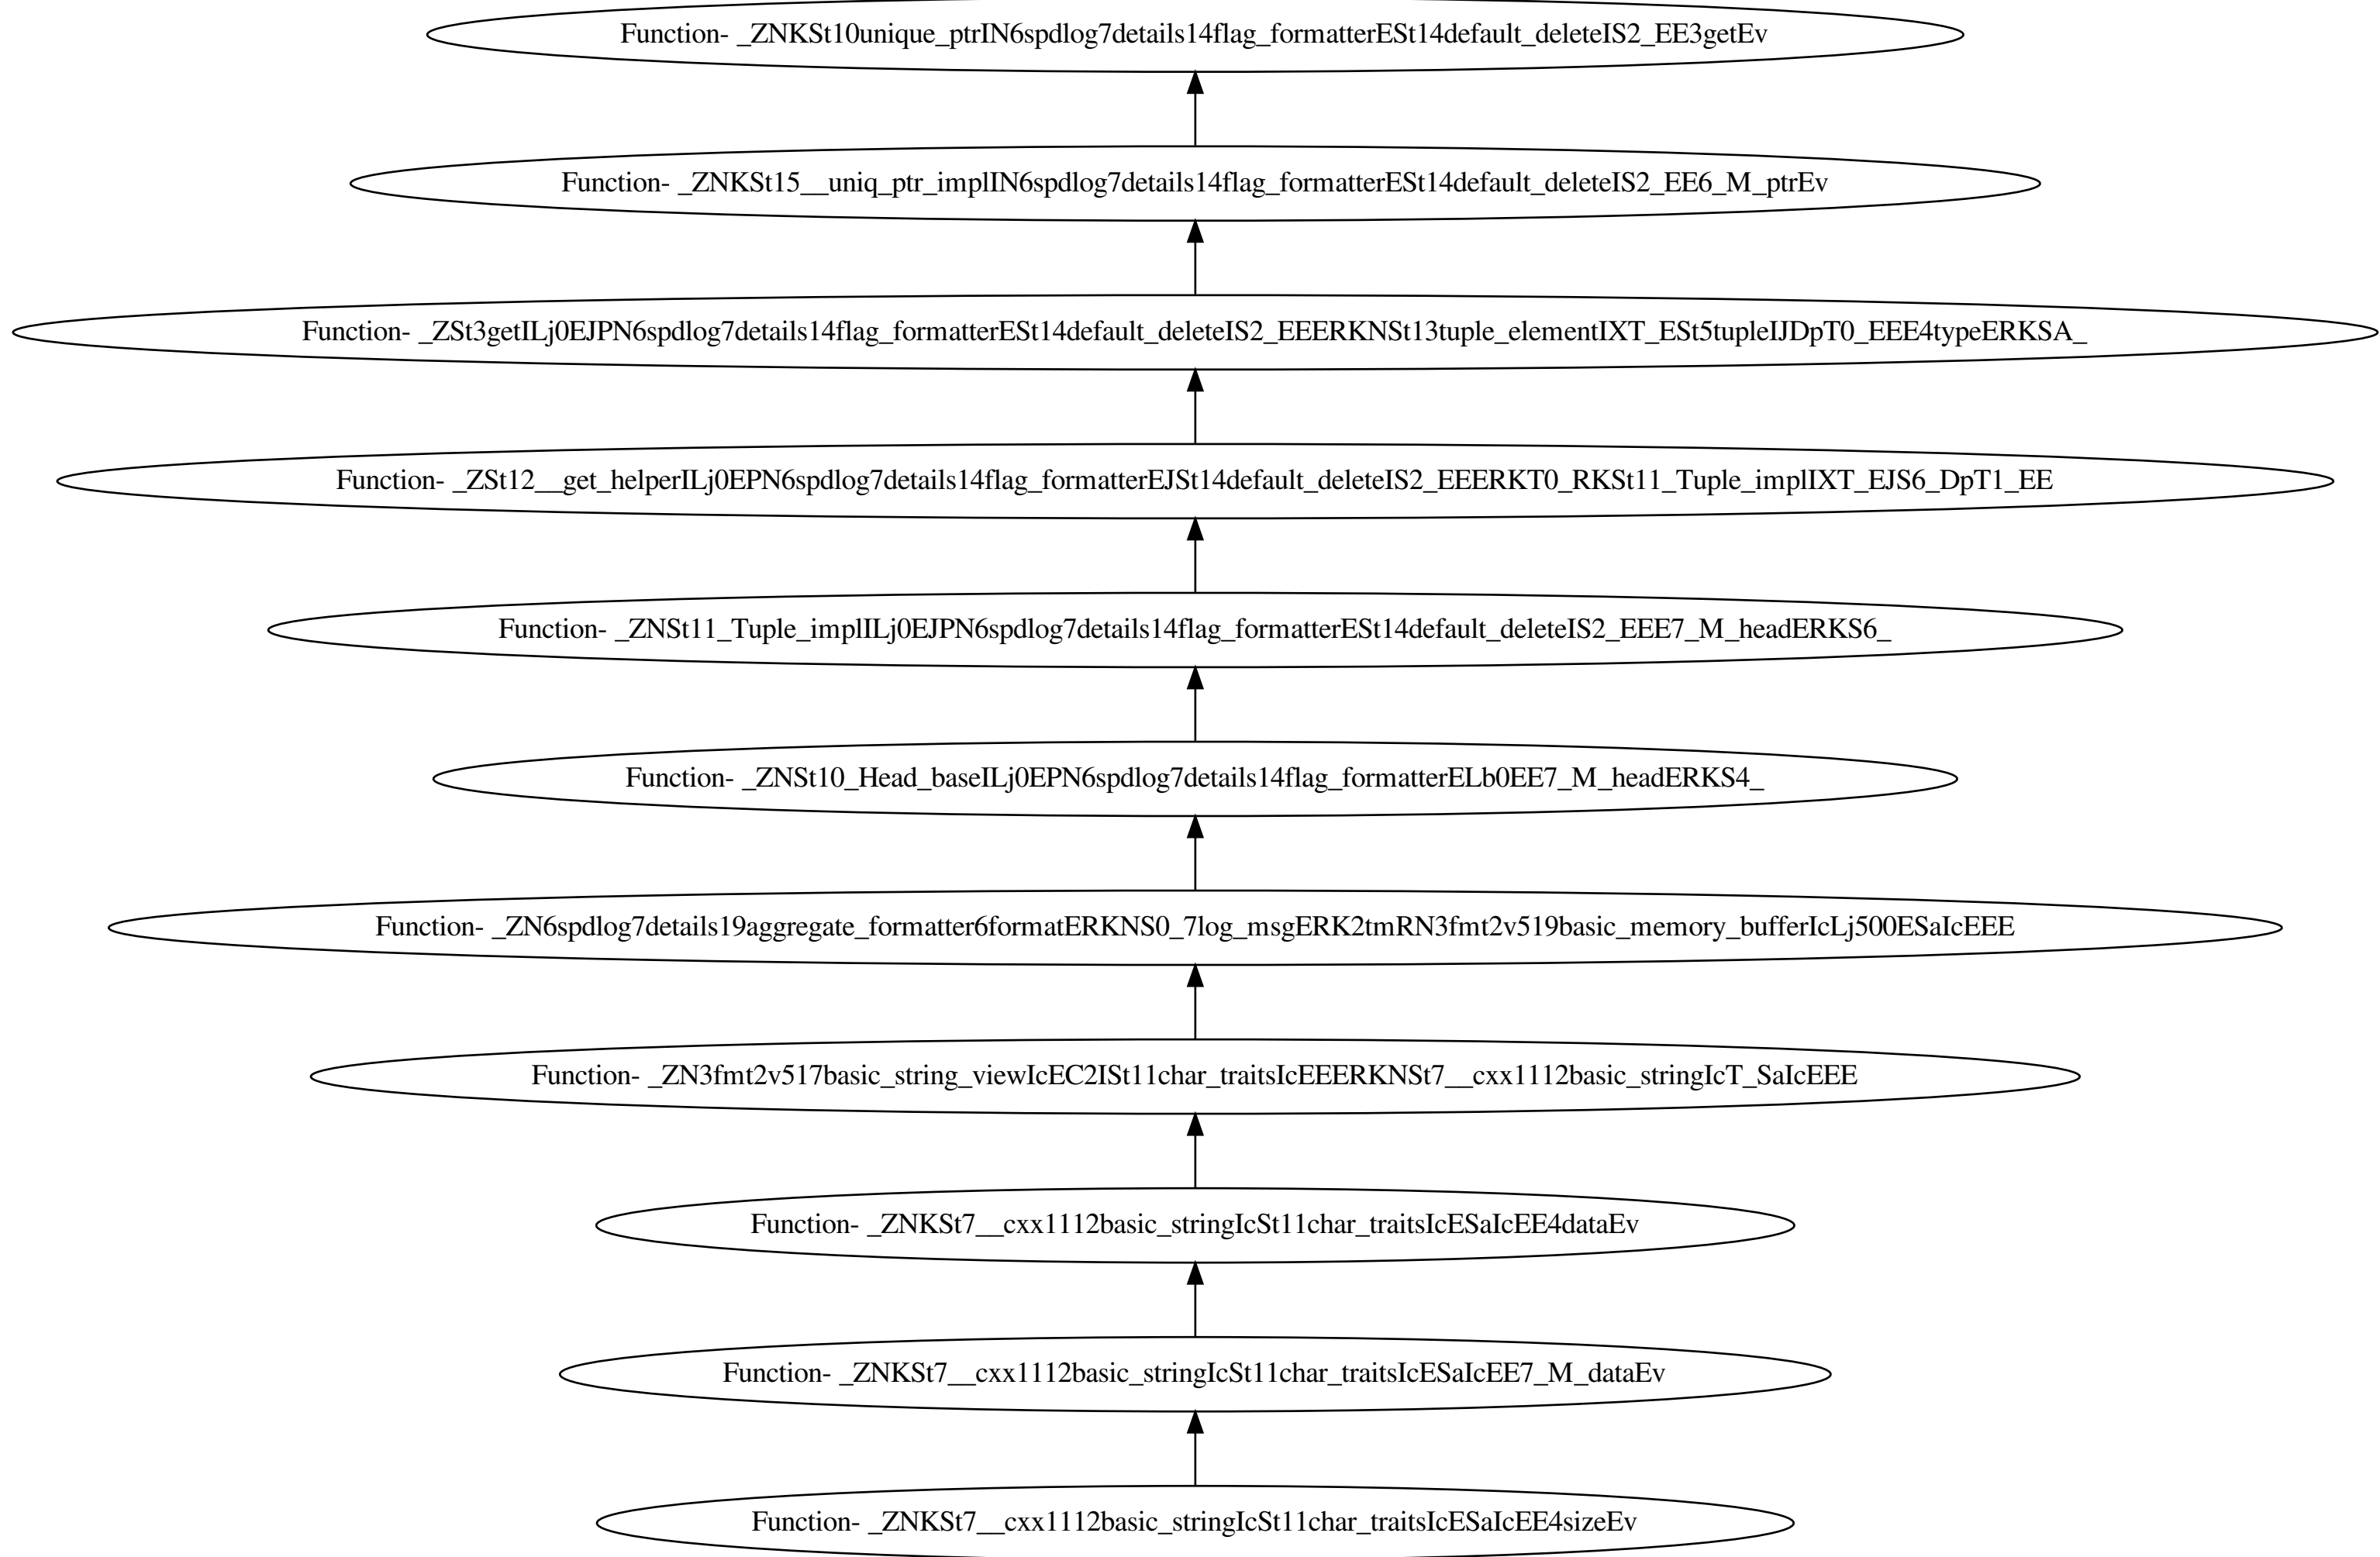 Function- _ZNKSt10unique_ptrIN6spdlog7details14flag_formatterESt14default_deleteIS2_EE3getEv
Function- _ZNKSt15__uniq_ptr_implIN6spdlog7details14flag_formatterESt14default_deleteIS2_EE6_M_ptrEv
Function- _ZSt3getILj0EJPN6spdlog7details14flag_formatterESt14default_deleteIS2_EEERKNSt13tuple_elementIXT_ESt5tupleIJDpT0_EEE4typeERKSA_
Function- _ZSt12__get_helperILj0EPN6spdlog7details14flag_formatterEJSt14default_deleteIS2_EEERKT0_RKSt11_Tuple_implIXT_EJS6_DpT1_EE
Function- _ZNSt11_Tuple_implILj0EJPN6spdlog7details14flag_formatterESt14default_deleteIS2_EEE7_M_headERKS6_
Function- _ZNSt10_Head_baseILj0EPN6spdlog7details14flag_formatterELb0EE7_M_headERKS4_
Function- _ZN6spdlog7details19aggregate_formatter6formatERKNS0_7log_msgERK2tmRN3fmt2v519basic_memory_bufferIcLj500ESaIcEEE
Function- _ZN3fmt2v517basic_string_viewIcEC2ISt11char_traitsIcEEERKNSt7__cxx1112basic_stringIcT_SaIcEEE
Function- _ZNKSt7__cxx1112basic_stringIcSt11char_traitsIcESaIcEE4dataEv
Function- _ZNKSt7__cxx1112basic_stringIcSt11char_traitsIcESaIcEE7_M_dataEv
Function- _ZNKSt7__cxx1112basic_stringIcSt11char_traitsIcESaIcEE4sizeEv